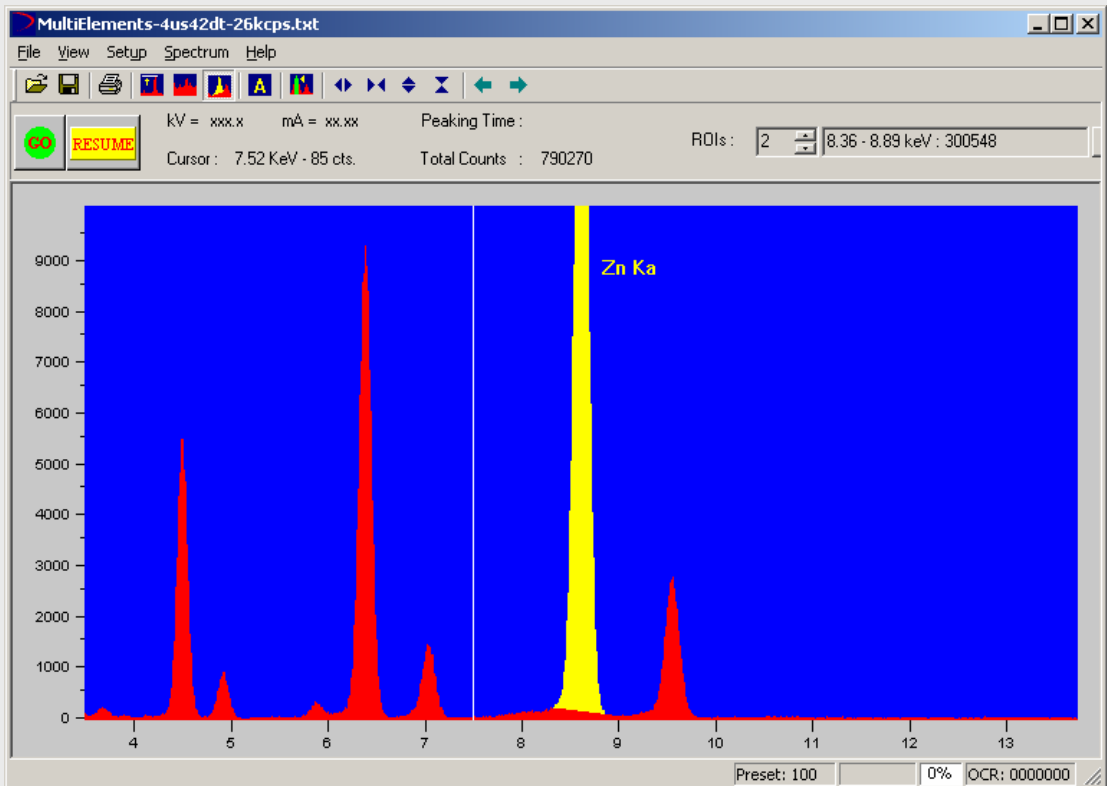 MultiElements-4us42dt-26kcps.txt
File View Setup Spectrum Help
A
GO
RESUME
kV = xxx.x mA = xx.xx Peaking Time :
Cursor : 7.52 KeV - 85 cts. Total Counts : 790270
ROIs : 2 8.36 - 8.89 keV : 300548
Zn Ka
9000
8000
7000
6000
5000
4000
3000
2000
1000
0
4 5 6 7 8 9 10 11 12 13
Preset: 100 0% OCR: 0000000